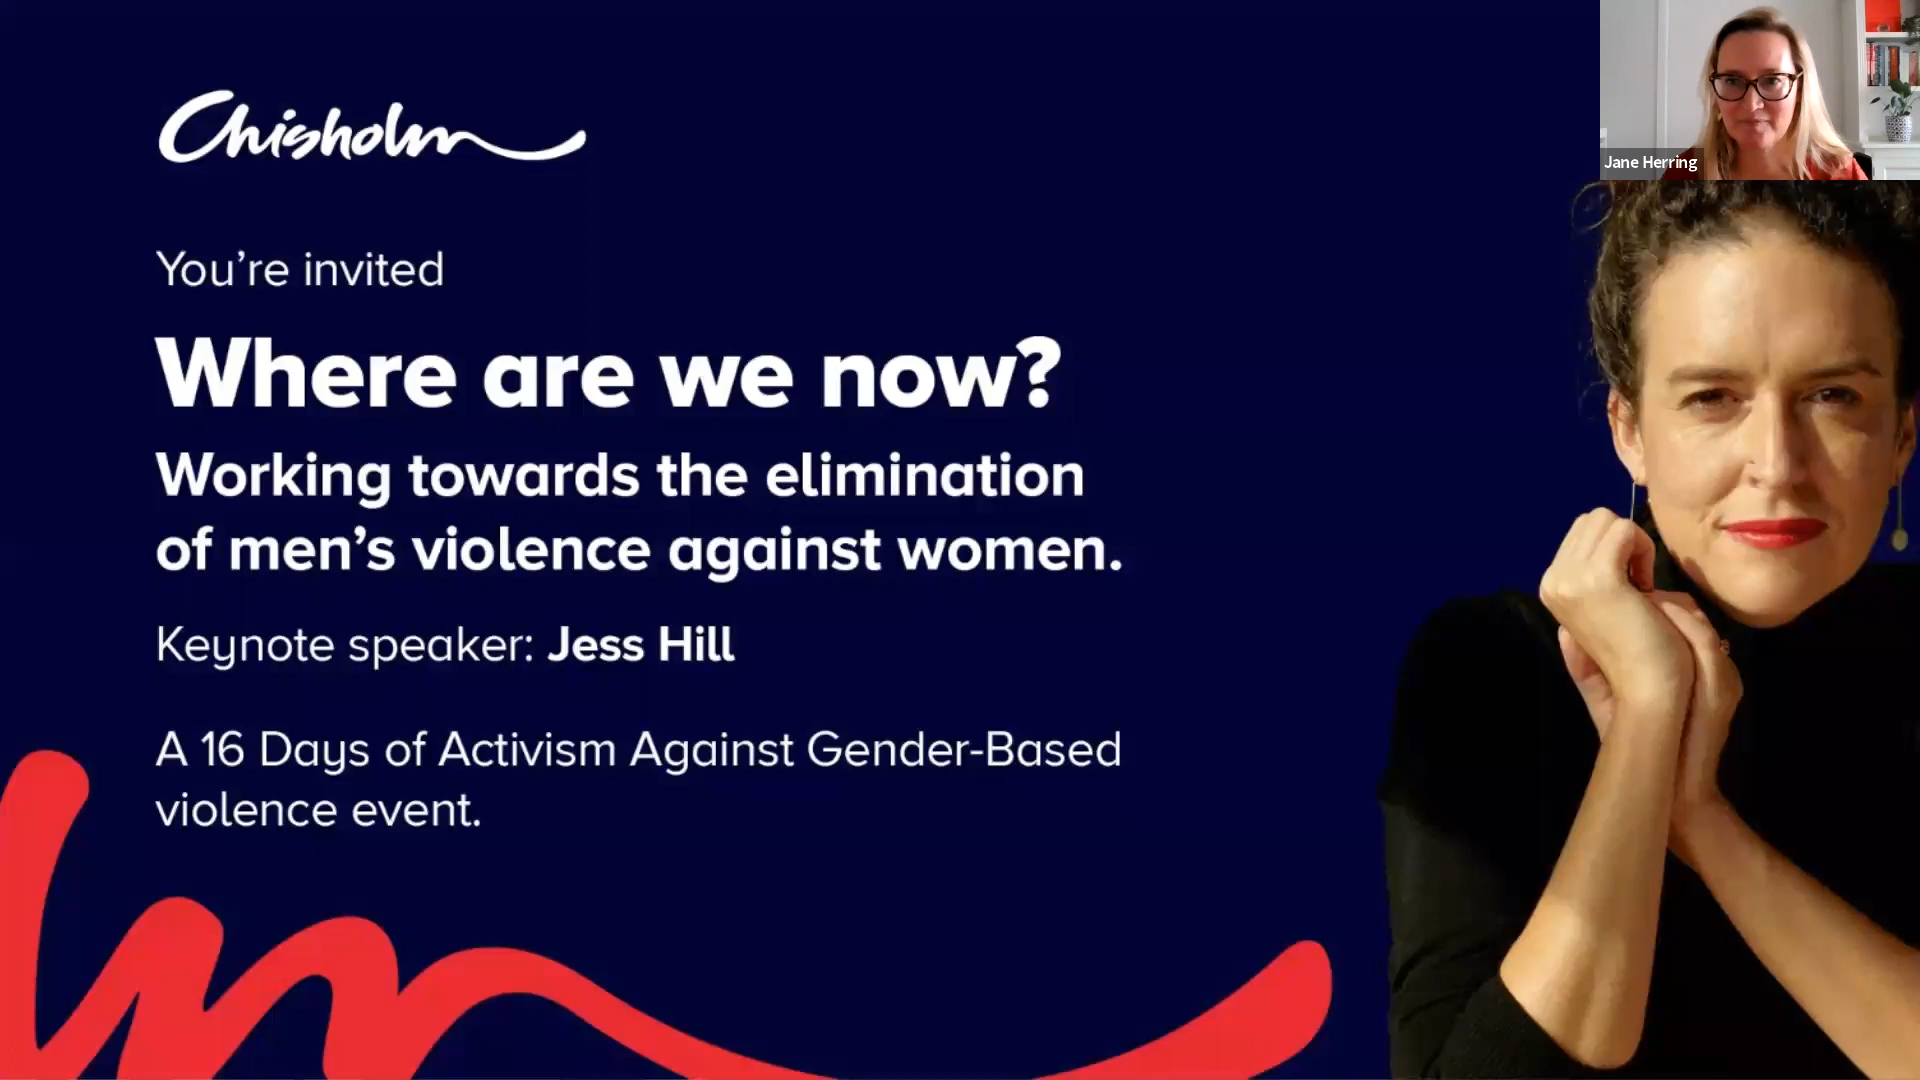 Chisholm
Jane Herring
You're invited
Where are we now?
Working towards the elimination
of men's violence against women.
Keynote speaker: Jess Hill
A 16 Days of Activism Against Gender-Based
violence event.